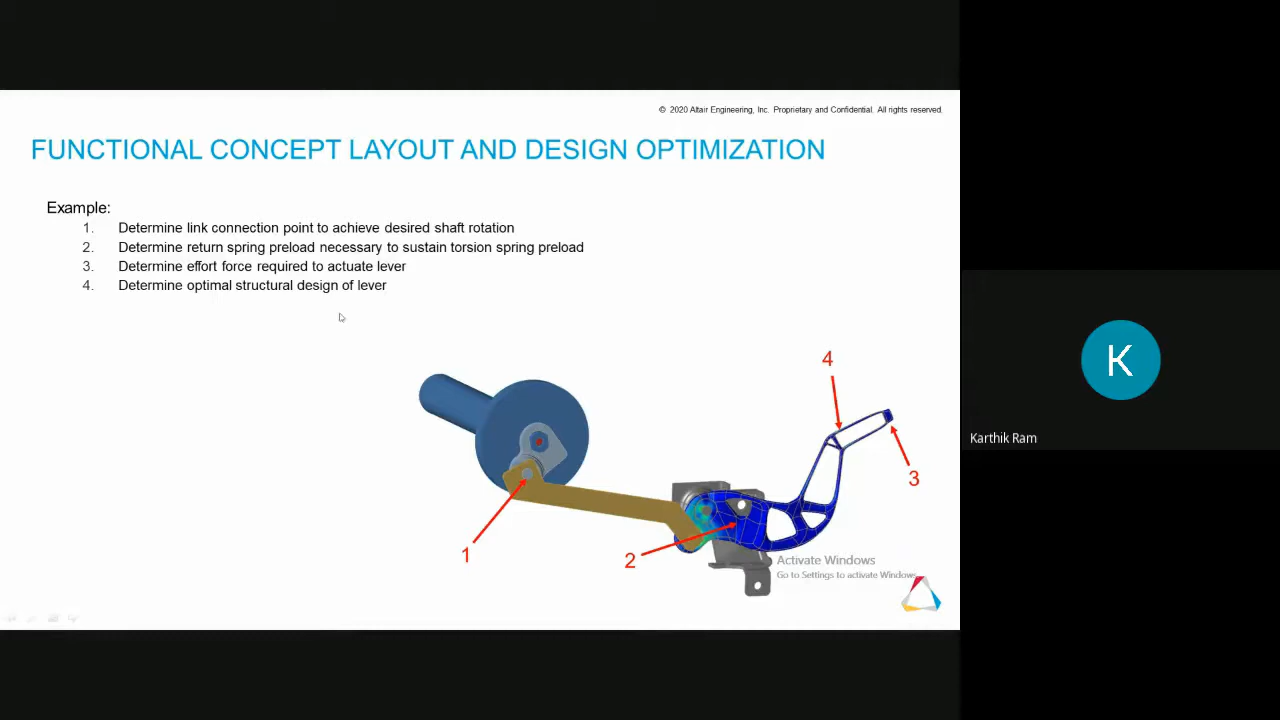 © 2020 Altair Engineering, Inc. Proprietary and Confidential. All rights reserved.
FUNCTIONAL CONCEPT LAYOUT AND DESIGN OPTIMIZATION
Example:
1. Determine link connection point to achieve desired shaft rotation
2. Determine return spring preload necessary to sustain torsion spring preload
3. Determine effort force required to actuate lever
4. Determine optimal structural design of lever
4
K
Karthik Ram
3
1
2
Activate Windows
Go to Settings to activate Windows.